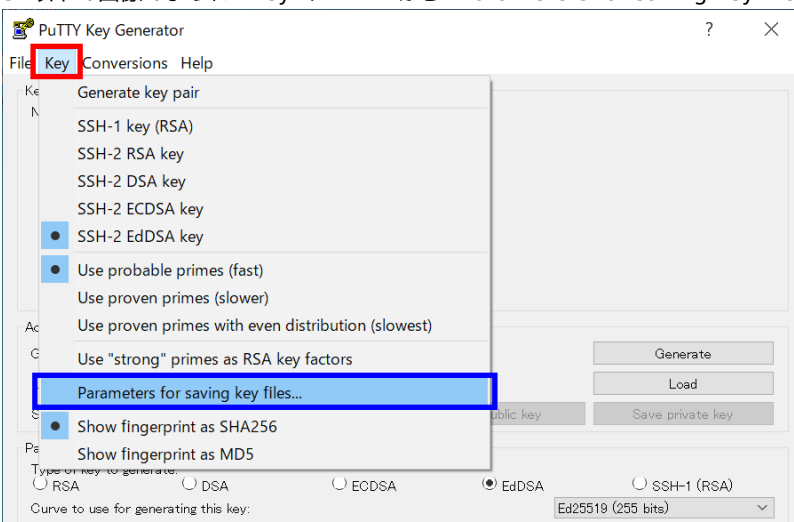 PuTTY Key Generator
?
File Key Conversions Help
Generate key pair
SSH-1 key (RSA)
SSH-2 RSA key
SSH-2 DSA key
SSH-2 ECDSA key
SSH-2 EdDSA key
Use probable primes (fast)
Use proven primes (slower)
Use proven primes with even distribution (slowest)
Use "strong" primes as RSA key factors
Generate
Parameters for saving key files...
Load
Show fingerprint as SHA256
public key
Save private key
Show fingerprint as MD5
Type of key to generate:
RSA DSA ECDSA EdDSA SSH-1 (RSA)
Curve to use for generating this key: Ed25519 (255 bits)